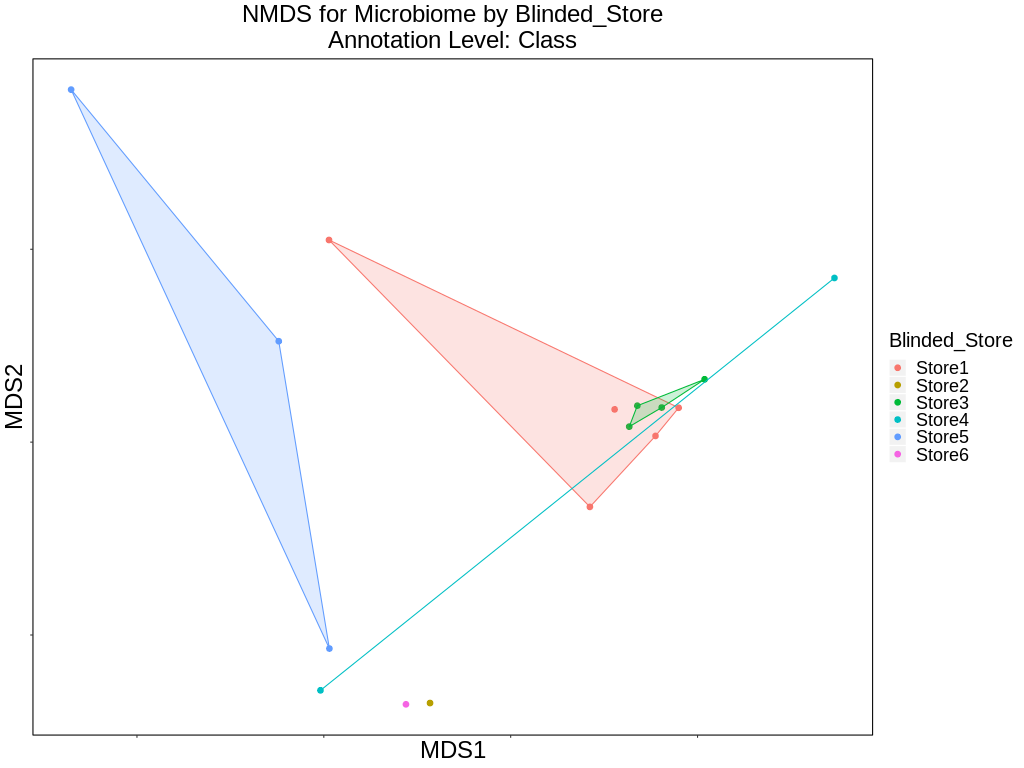 NMDS for Microbiome by Blinded_Store
Annotation Level: Class
MDS2
MDS1
Blinded_Store
Store1
Store2
Store3
Store4
Store5
Store6